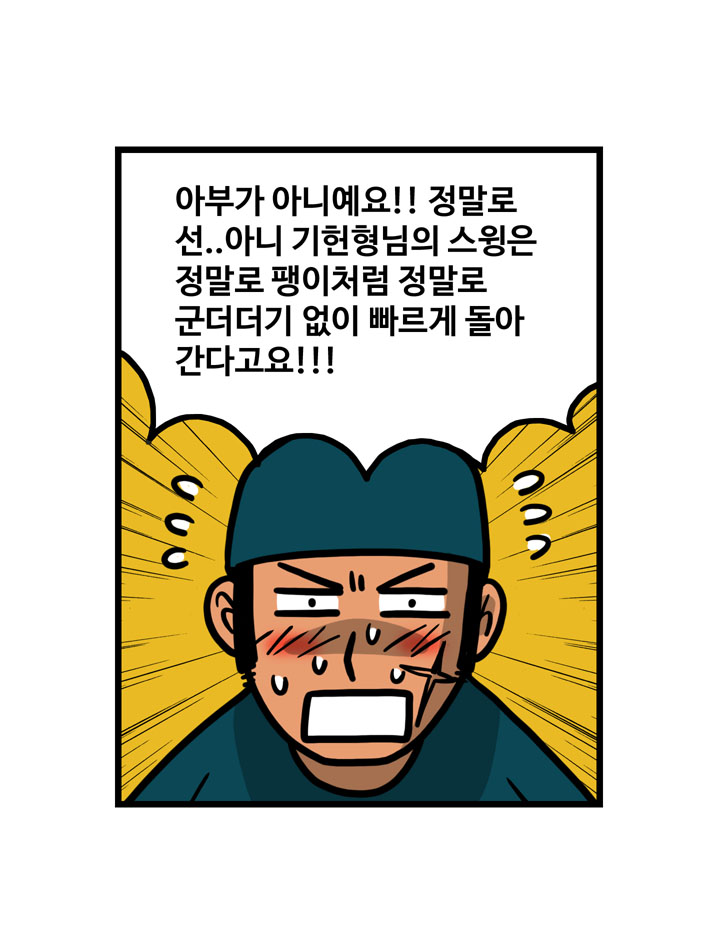 아부가 아니예요!! 정말로
선..아니 기헌형님의 스윙은
정말로 팽이처럼 정말로
군더더기 없이 빠르게 돌아
간다고요!!!